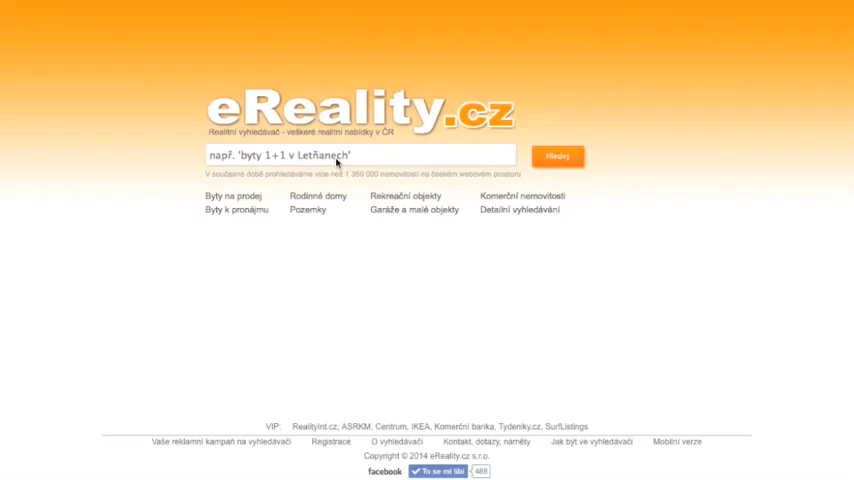 eReality.cz
Realitní vyhledávač - veškeré realitní nabídky v ČR
např. 'byty 1+1 v Letňanech'
Hledej
V současné době prohledáváme více než 1 350 000 nemovitostí na českém webovém prostoru
Byty na prodej Rodinné domy Rekreační objekty Komerční nemovitosti
Byty k pronájmu Pozemky Garáže a malé objekty Detailní vyhledávání
VIP: RealityInt.cz, ASRKM, Centrum, IKEA, Komerční banka, Tydeniky.cz, SurfListings
Vaše reklamní kampaň na vyhledávači Registrace O vyhledávači Kontakt, dotazy, náměty Jak být ve vyhledávači Mobilní verze
Copyright © 2014 eReality.cz s.r.o.
facebook To se mi líbí 488